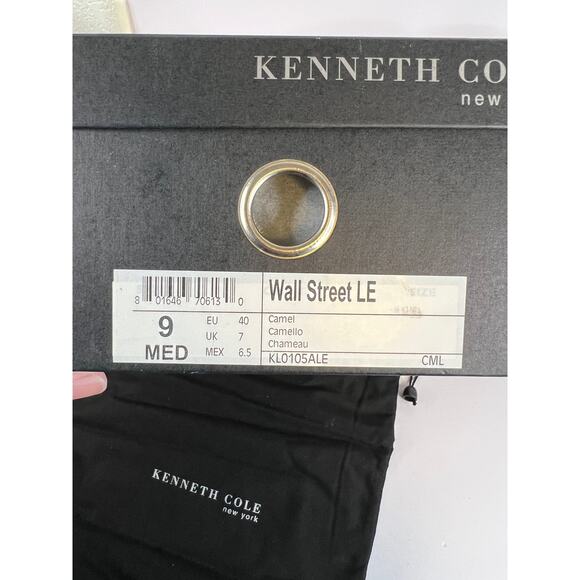 KENNETH CO
new
8 01646 70613 0
Wall Street LE
9 EU 40
UK 7
MED MEX 6.5
Camel
Camello
Chameau
KL0105ALE CML
KENNETH COLE
new york